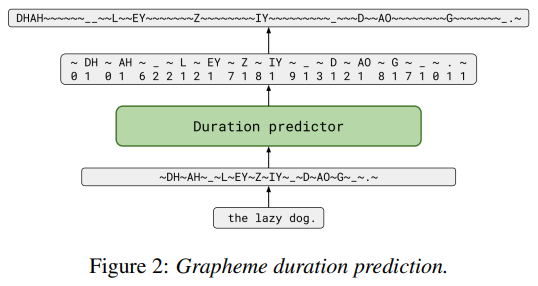 DHAH~~~~~~__~~L~~EY~~~~~~~Z~~~~~~~~IY~~~~~~~~~_~~~D~~AO~~~~~~~~G~~~~~~~_.~
~ DH ~ AH ~ _ ~ L ~ EY ~ Z ~ IY ~ _ ~ D ~ AO ~ G ~ _ ~ . ~
0 1 0 1 6 2 2 1 2 1 7 1 8 1 9 1 3 1 2 1 8 1 7 1 0 1 1
Duration predictor
~DH~AH~_~L~EY~Z~IY~_~D~AO~G~_~.~
the lazy dog.
Figure 2: Grapheme duration prediction.